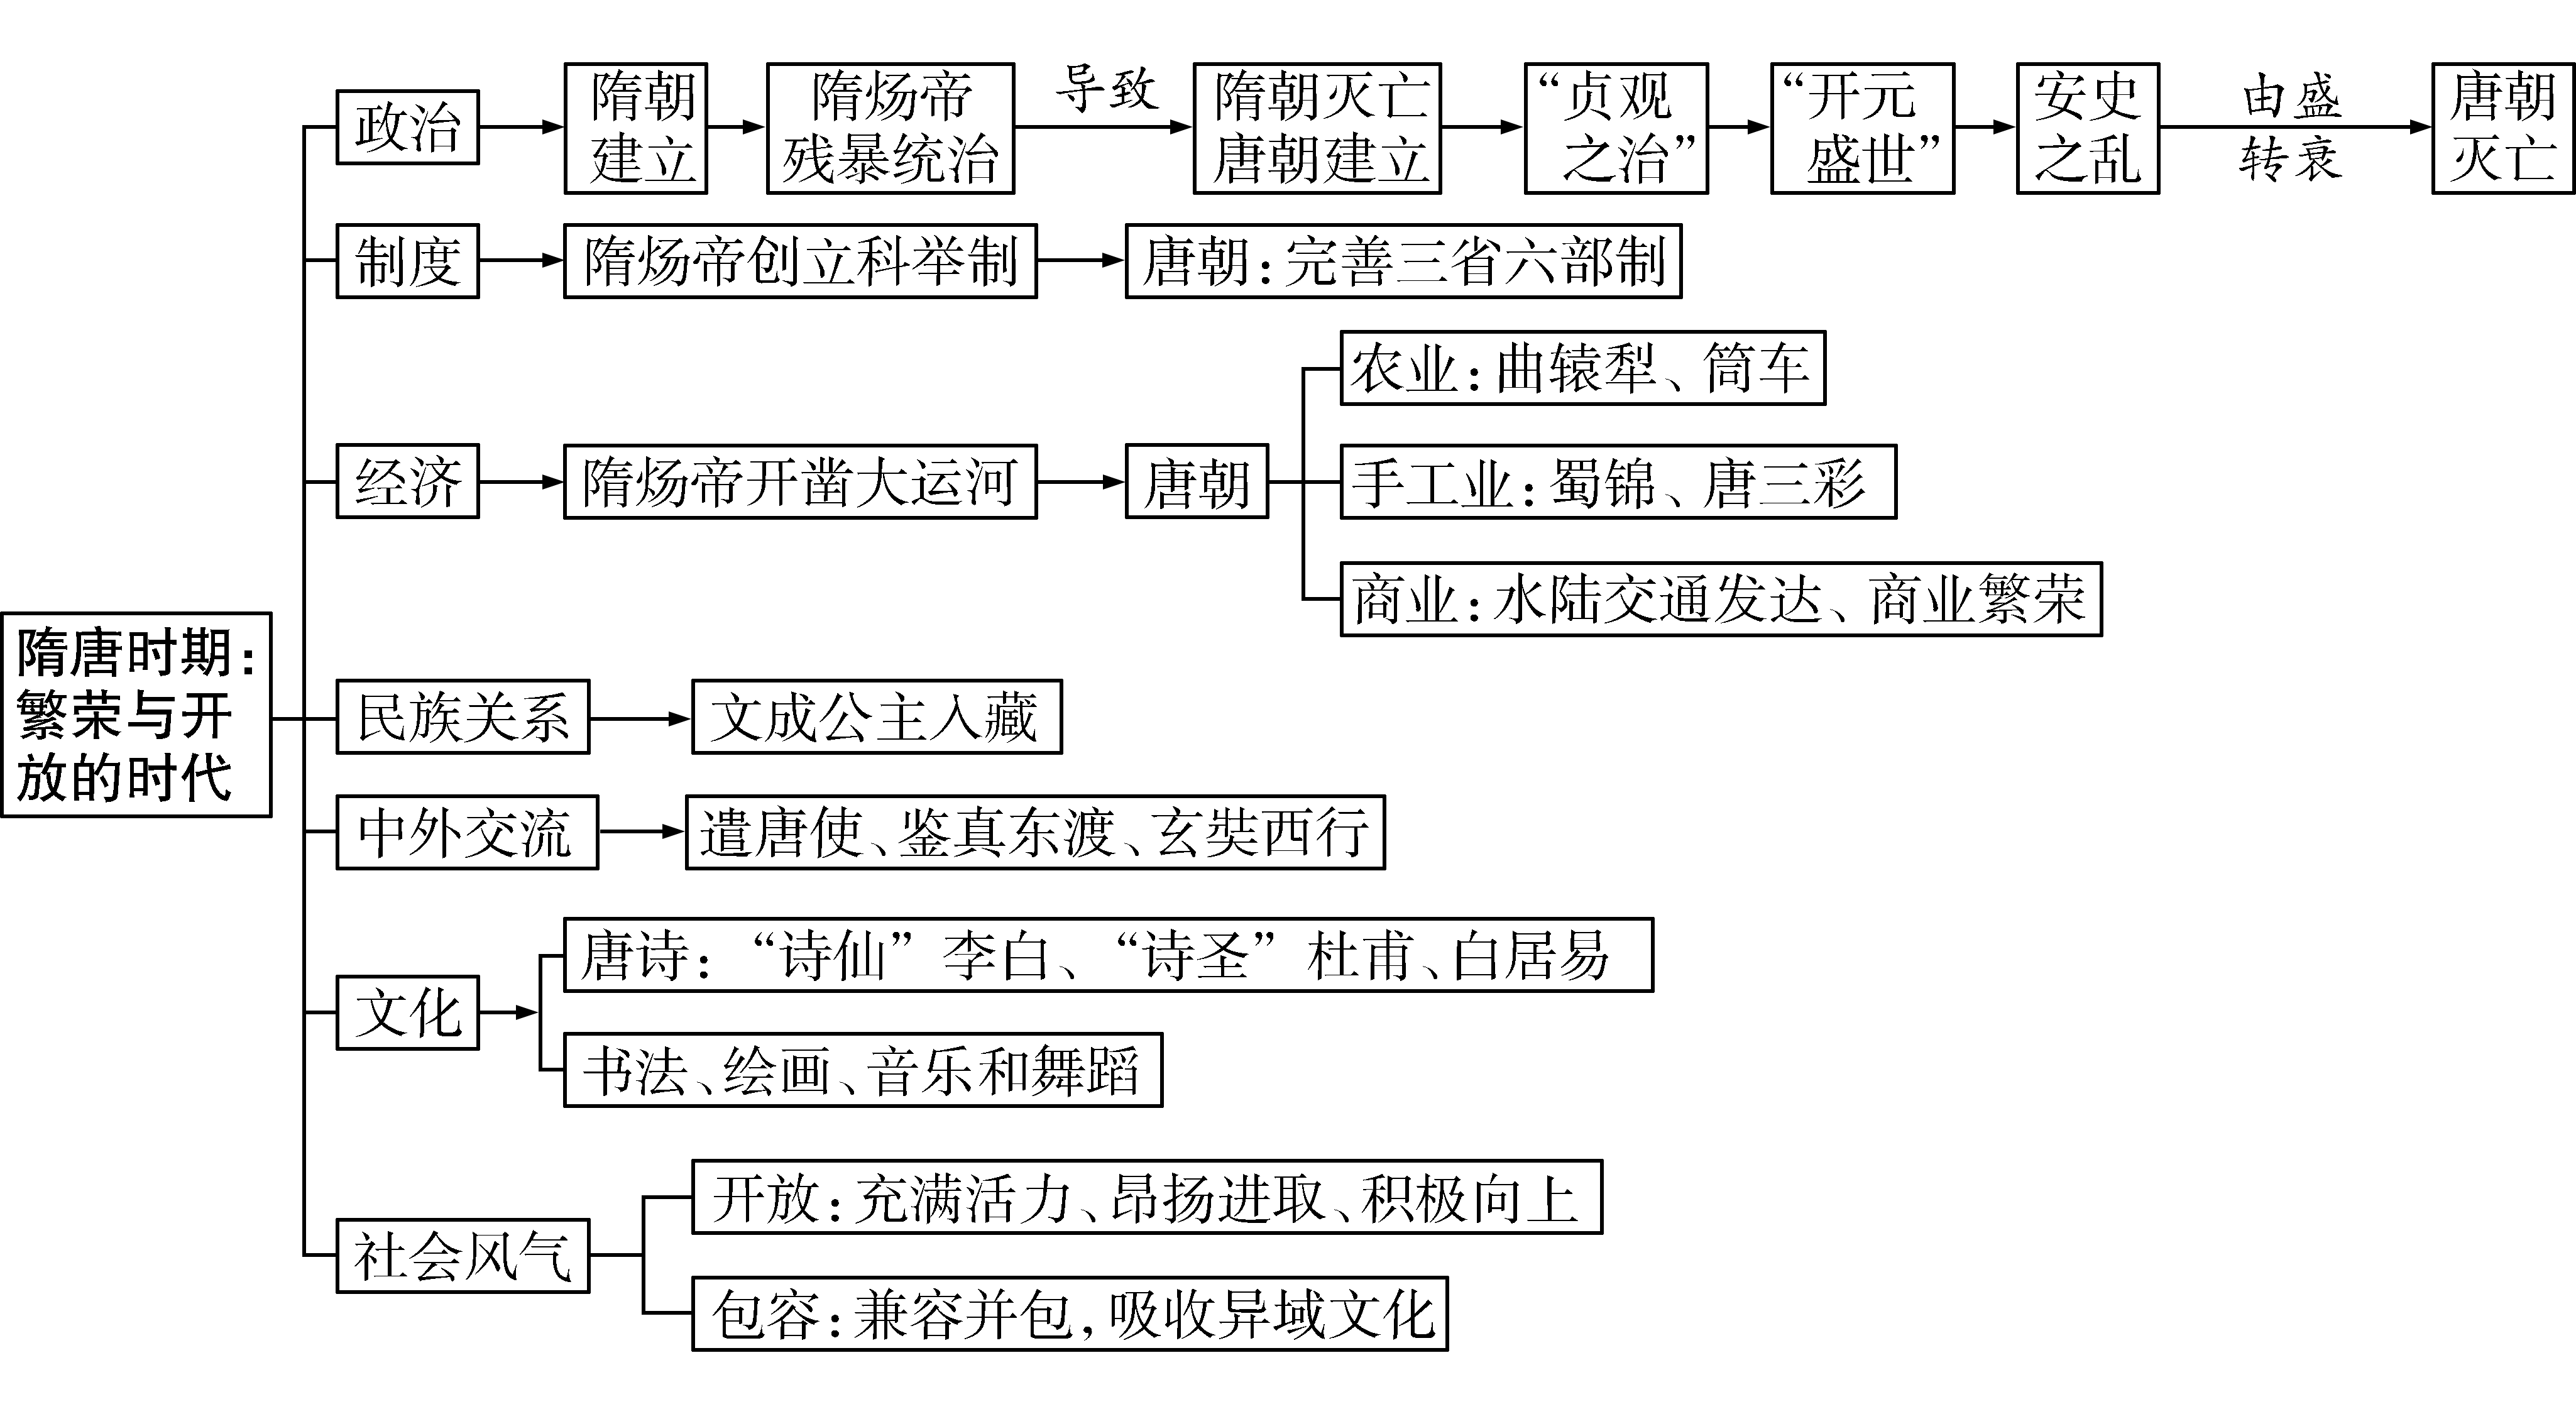 隋唐时期：
繁荣与开
放的时代
政治
隋朝
建立
隋炀帝
残暴统治
导致
隋朝灭亡
唐朝建立
“贞观
之治”
“开元
盛世”
安史
之乱
由盛
转衰
唐朝
灭亡
制度
隋炀帝创立科举制
唐朝：完善三省六部制
经济
隋炀帝开凿大运河
唐朝
农业：曲辕犁、筒车
手工业：蜀锦、唐三彩
商业：水陆交通发达、商业繁荣
民族关系
文成公主入藏
中外交流
遣唐使、鉴真东渡、玄奘西行
文化
唐诗：“诗仙”李白、“诗圣”杜甫、白居易
书法、绘画、音乐和舞蹈
社会风气
开放：充满活力、昂扬进取、积极向上
包容：兼容并包，吸收异域文化